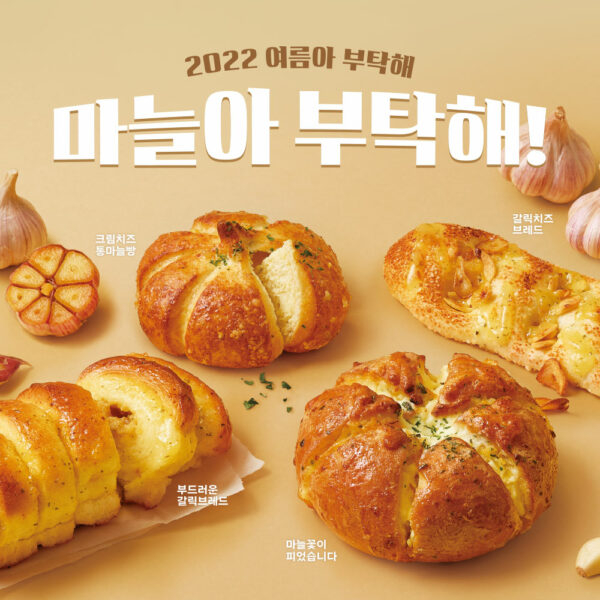 2022 여름아 부탁해
마늘아 부탁해!
크림치즈
통마늘빵
갈릭치즈
브레드
부드러운
갈릭브레드
마늘꽃이
피었습니다